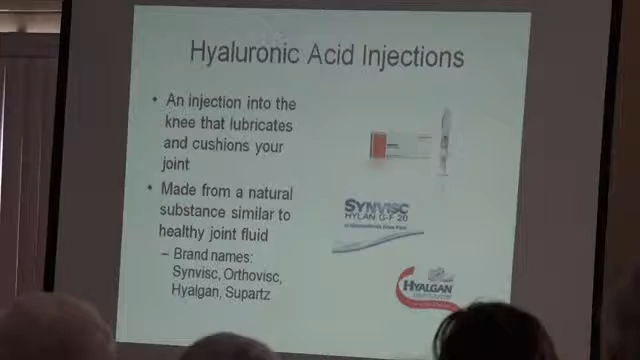 Hyaluronic Acid Injections
• An injection into the
knee that lubricates
and cushions your
joint
• Made from a natural
substance similar to
healthy joint fluid
– Brand names:
Synvisc, Orthovisc,
Hyalgan, Supartz
SYNVISC
HYLAN G-F 20
HYALGAN